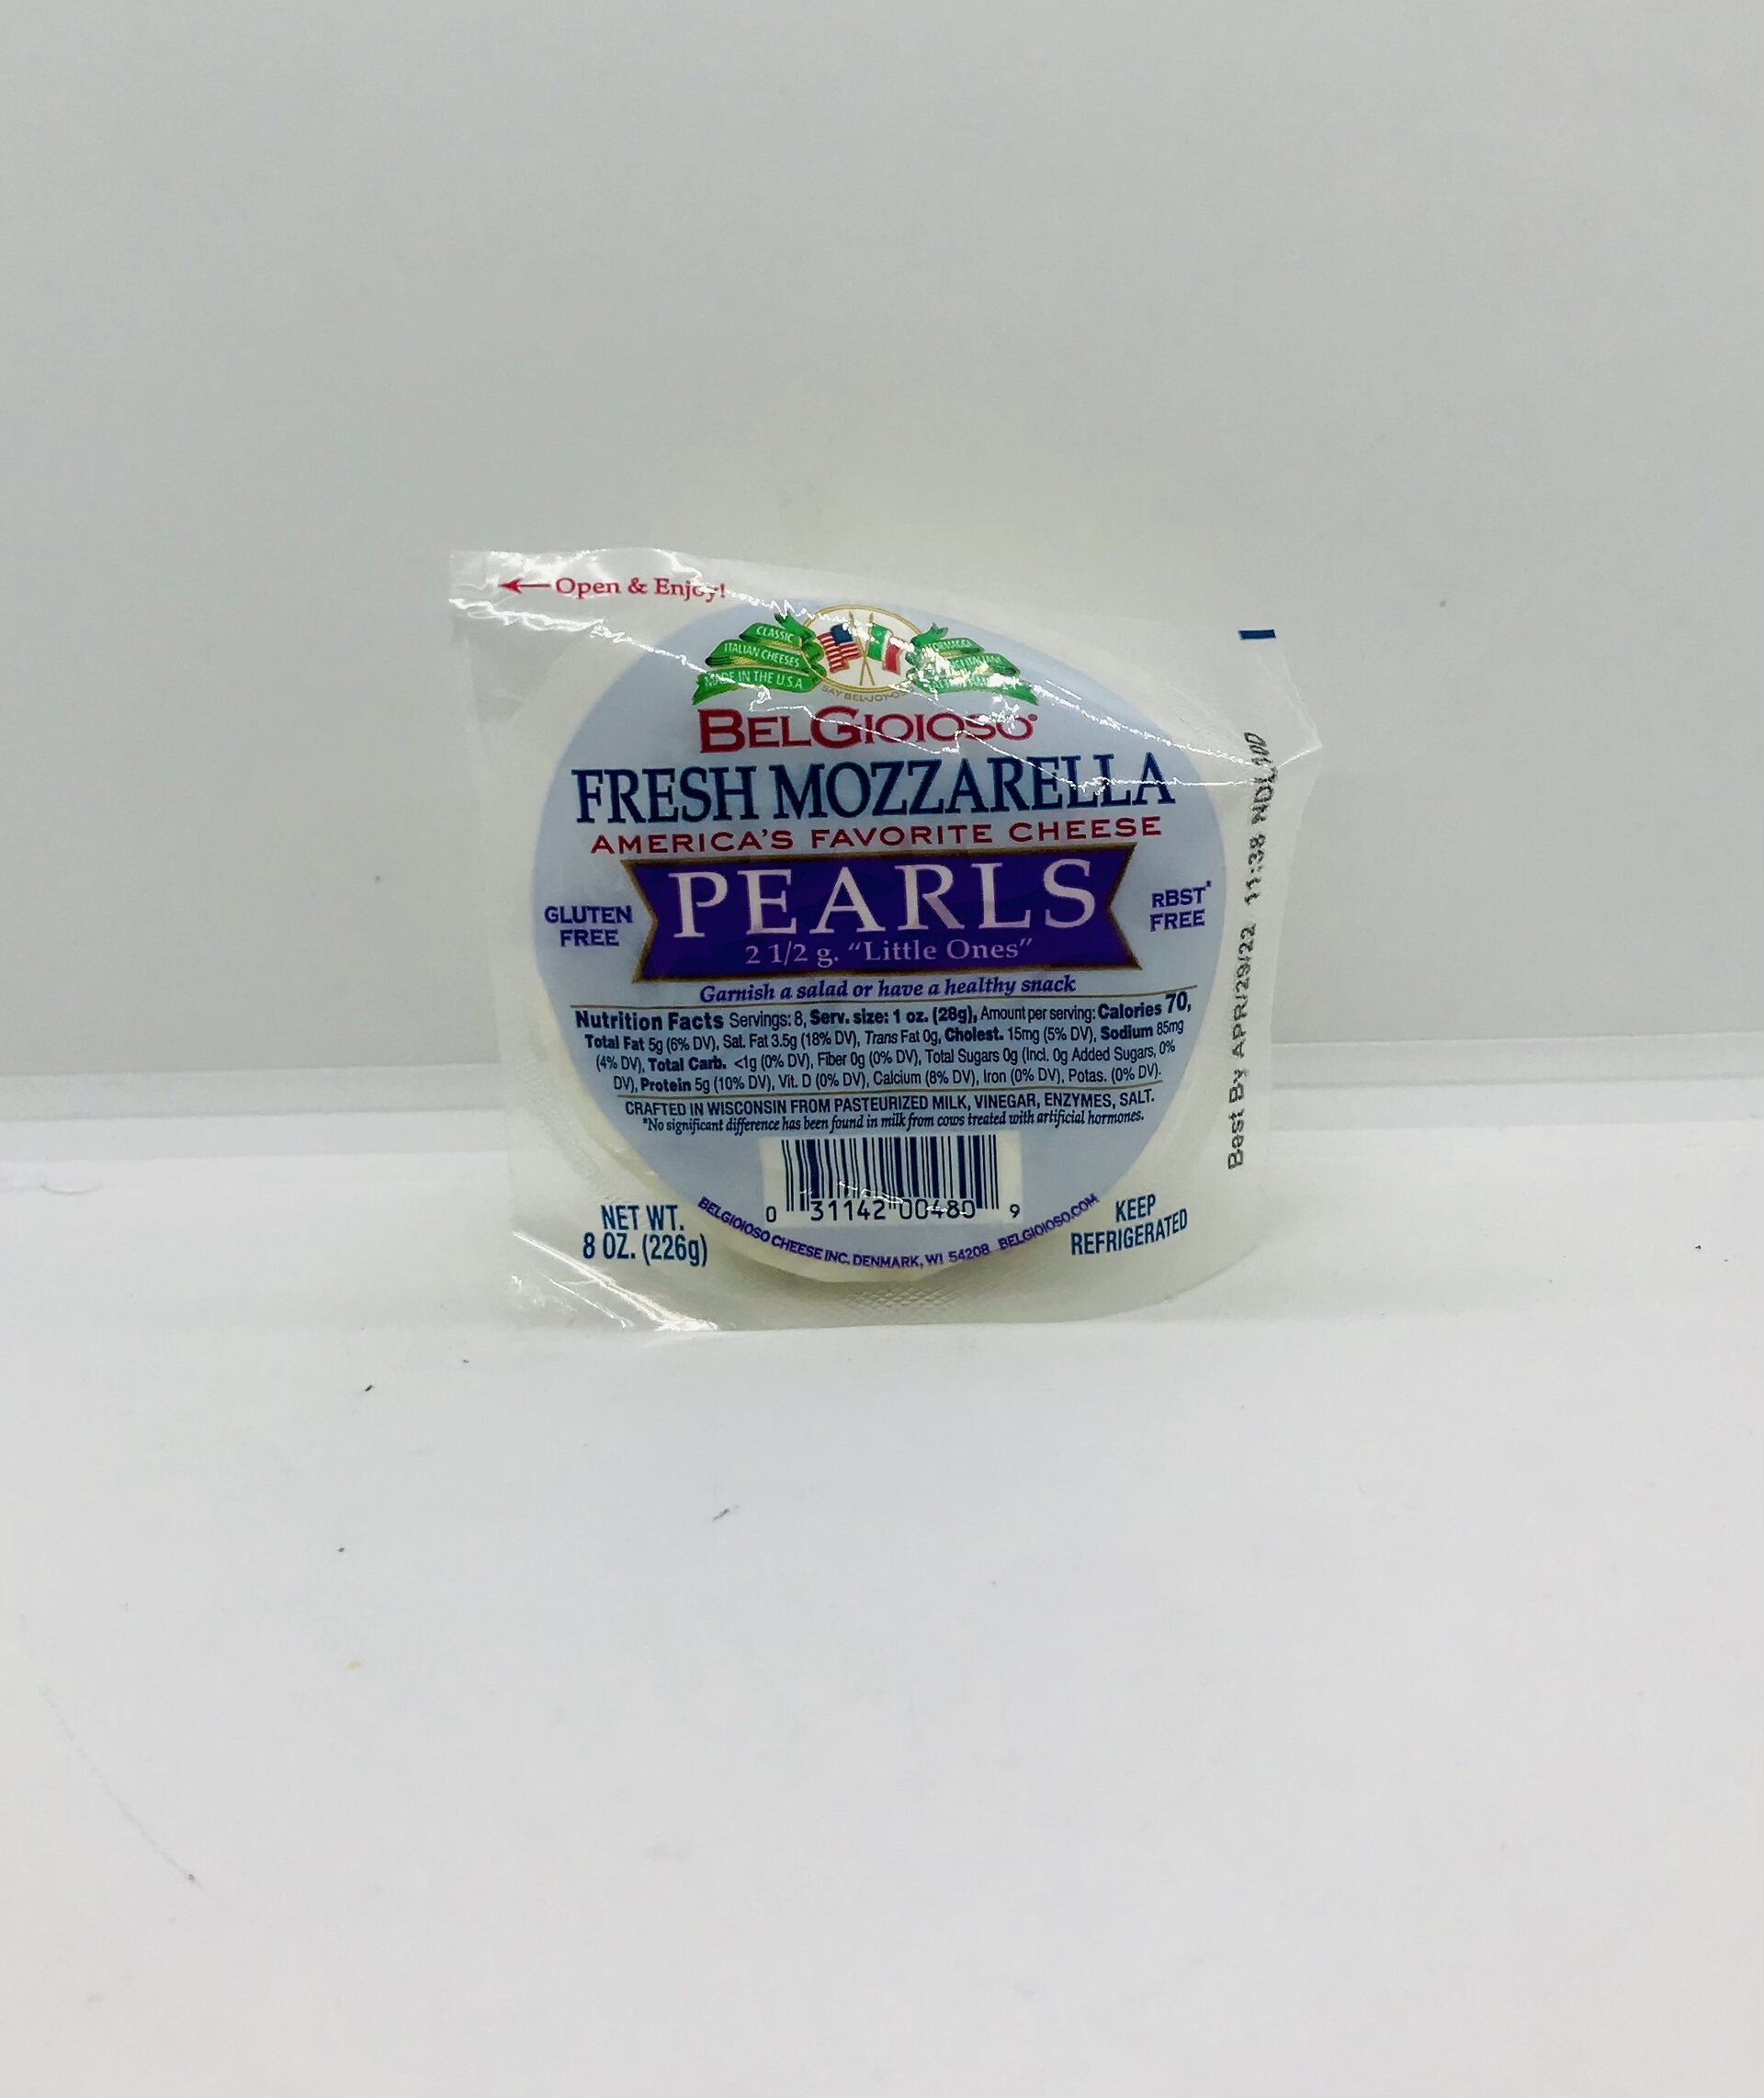 Open & Enjoy!
CLASSIC
ITALIAN CHEESES
MADE IN THE U.S.A
SAY BEL-JOY-O
BELGIOIOSO®
FRESH MOZZARELLA
AMERICA'S FAVORITE CHEESE
PEARLS
2 1/2 g. “Little Ones”
GLUTEN
FREE
RBST*
FREE
Garnish a salad or have a healthy snack
Nutrition Facts Servings: 8, Serv. size: 1 oz. (28g), Amount per serving: Calories 70,
Total Fat 5g (6% DV), Sat. Fat 3.5g (18% DV), Trans Fat 0g, Cholest. 15mg (5% DV), Sodium 85mg
(4% DV), Total Carb. <1g (0% DV), Fiber 0g (0% DV), Total Sugars 0g (Incl. 0g Added Sugars, 0%
DV), Protein 5g (10% DV), Vit. D (0% DV), Calcium (8% DV), Iron (0% DV), Potas. (0% DV).
CRAFTED IN WISCONSIN FROM PASTEURIZED MILK, VINEGAR, ENZYMES, SALT.
*No significant difference has been found in milk from cows treated with artificial hormones.
0 31142 00480 9
BELGIOIOSO CHEESE INC. DENMARK, WI 54208 BELGIOIOSO.COM
NET WT.
8 OZ. (226g)
KEEP
REFRIGERATED
Best By APR/29/22 11:38